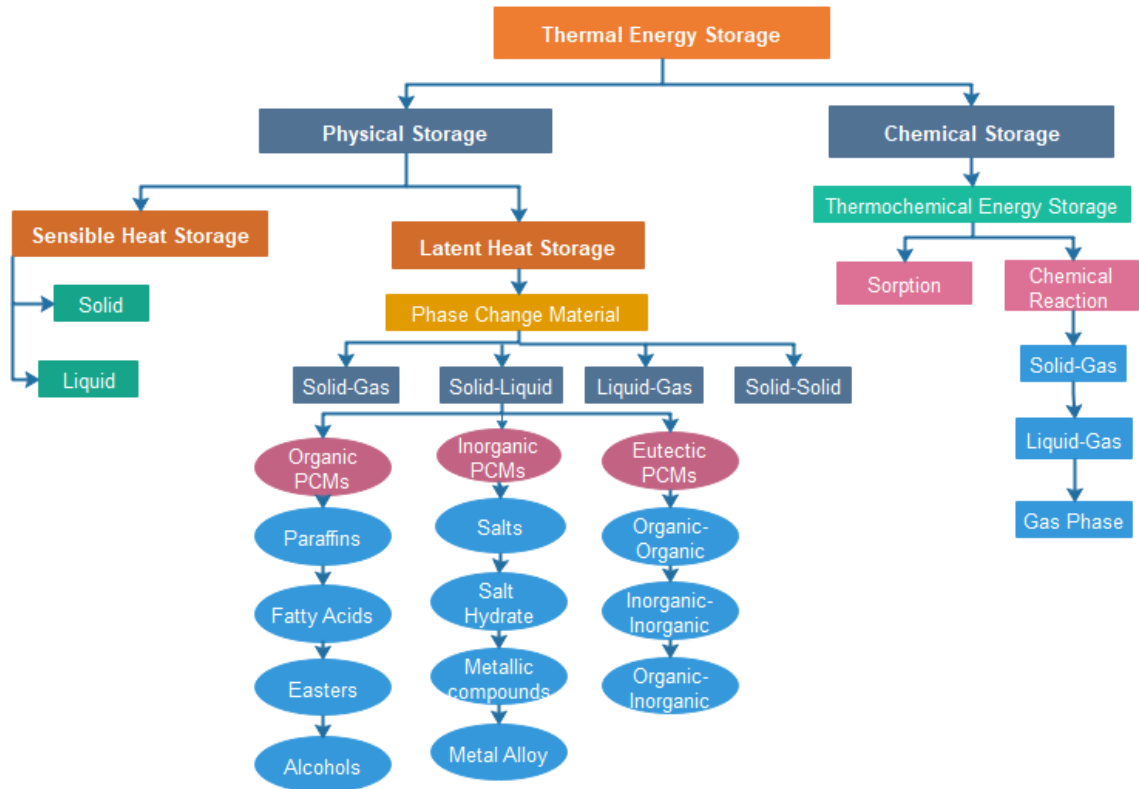 Thermal Energy Storage
Physical Storage
Chemical Storage
Thermochemical Energy Storage
Sensible Heat Storage
Latent Heat Storage
Sorption
Chemical
Reaction
Solid
Phase Change Material
Liquid
Solid-Gas
Solid-Liquid
Liquid-Gas
Solid-Solid
Solid-Gas
Liquid-Gas
Gas Phase
Organic
PCMs
Inorganic
PCMs
Eutectic
PCMs
Paraffins
Salts
Organic-
Organic
Fatty Acids
Salt
Hydrate
Inorganic-
Inorganic
Easters
Metallic
compounds
Organic-
Inorganic
Alcohols
Metal Alloy